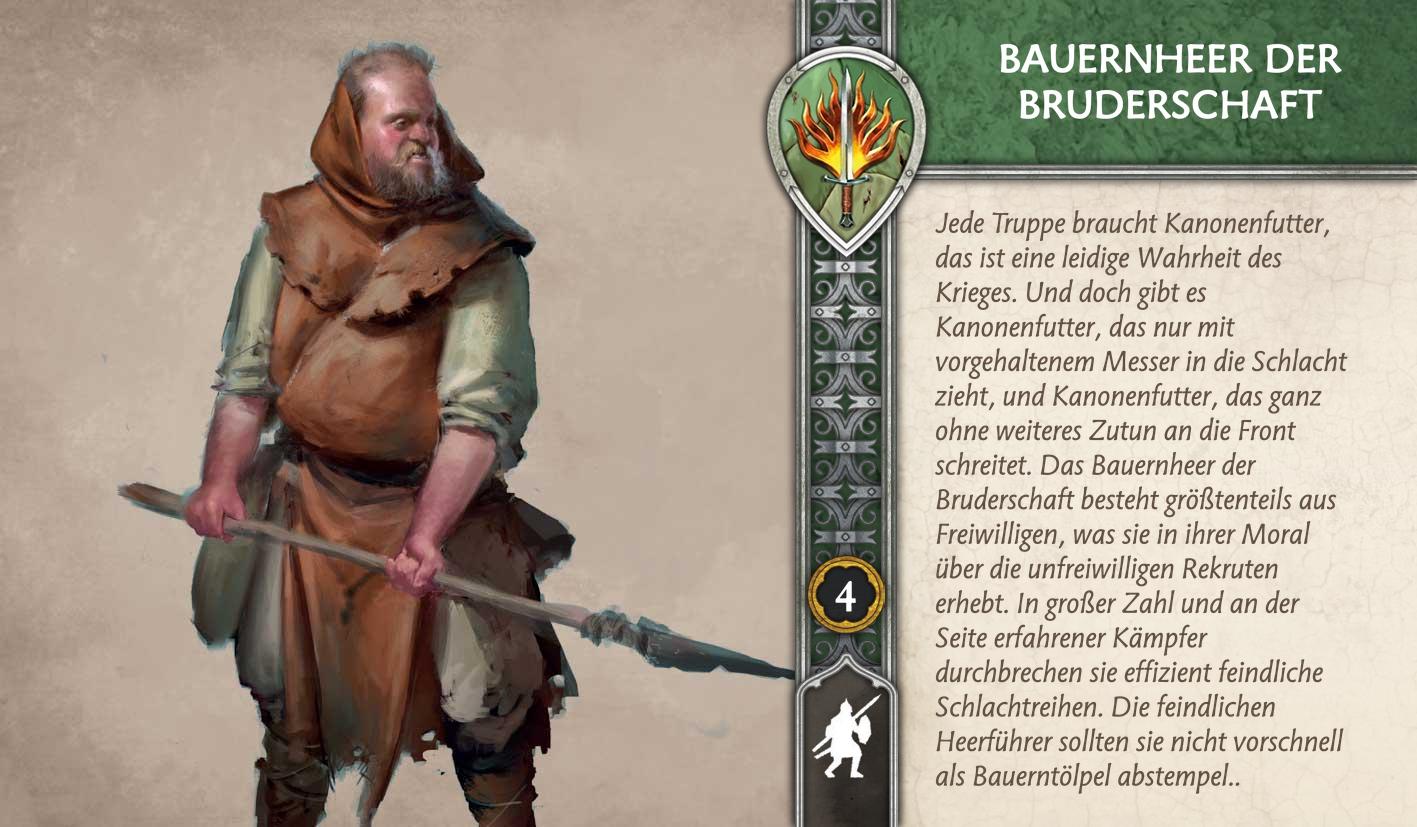 BAUERNHEER DER
BRUDERSCHAFT
Jede Truppe braucht Kanonenfutter,
das ist eine leidige Wahrheit des
Krieges. Und doch gibt es
Kanonenfutter, das nur mit
vorgehaltenem Messer in die Schlacht
zieht, und Kanonenfutter, das ganz
ohne weiteres Zutun an die Front
schreitet. Das Bauernheer der
Bruderschaft besteht größtenteils aus
Freiwilligen, was sie in ihrer Moral
über die unfreiwilligen Rekruten
erhebt. In großer Zahl und an der
Seite erfahrener Kämpfer
durchbrechen sie effizient feindliche
Schlachtreihen. Die feindlichen
Heerführer sollten sie nicht vorschnell
als Bauerntölpel abstempel..
4